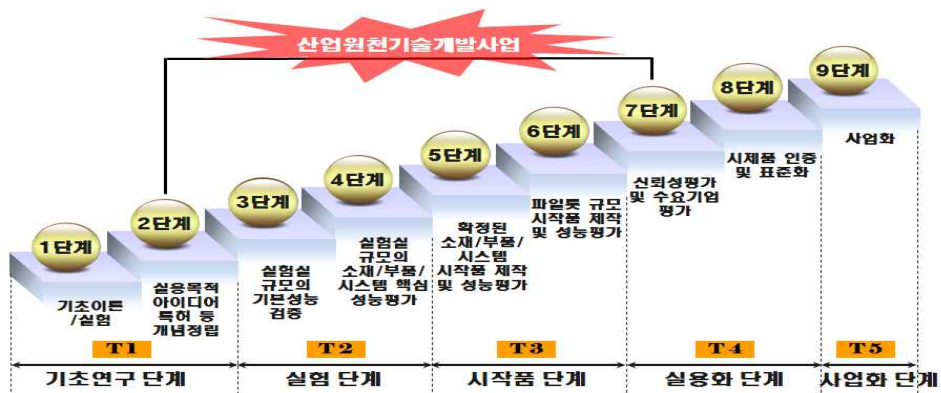 산업원천기술개발사업
1단계
기초이론
/실험
2단계
실용목적
아이디어
특허 등
개념정립
3단계
실험실
규모의
기본성능
검증
4단계
실험실
규모의
소재/부품/
시스템 핵심
성능평가
5단계
확정된
소재/부품/
시스템
시작품 제작
및 성능평가
6단계
파일롯 규모
시작품 제작
및 성능평가
7단계
신뢰성평가
및 수요기업
평가
8단계
시제품 인증
및 표준화
9단계
사업화
T1
T2
T3
T4
T5
기초연구 단계
실험 단계
시작품 단계
실용화 단계
사업화 단계